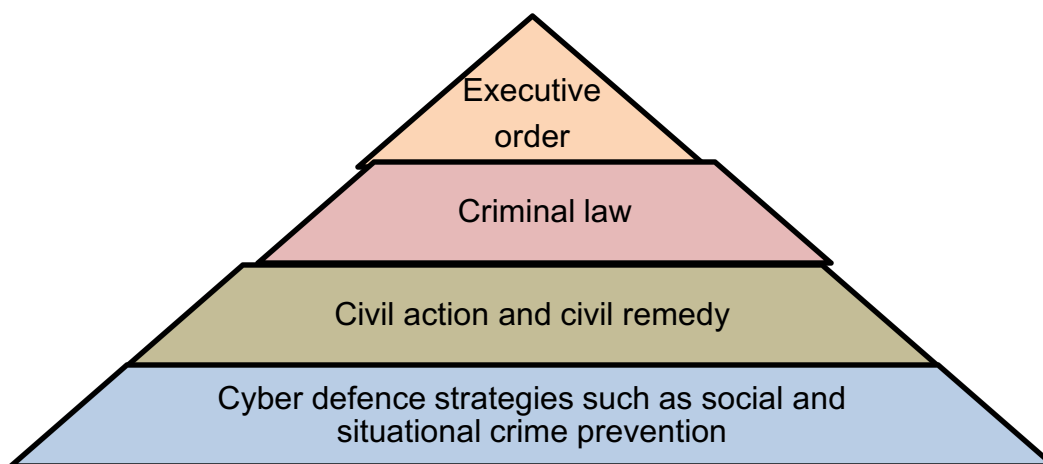 Executive
order
Criminal law
Civil action and civil remedy
Cyber defence strategies such as social and
situational crime prevention